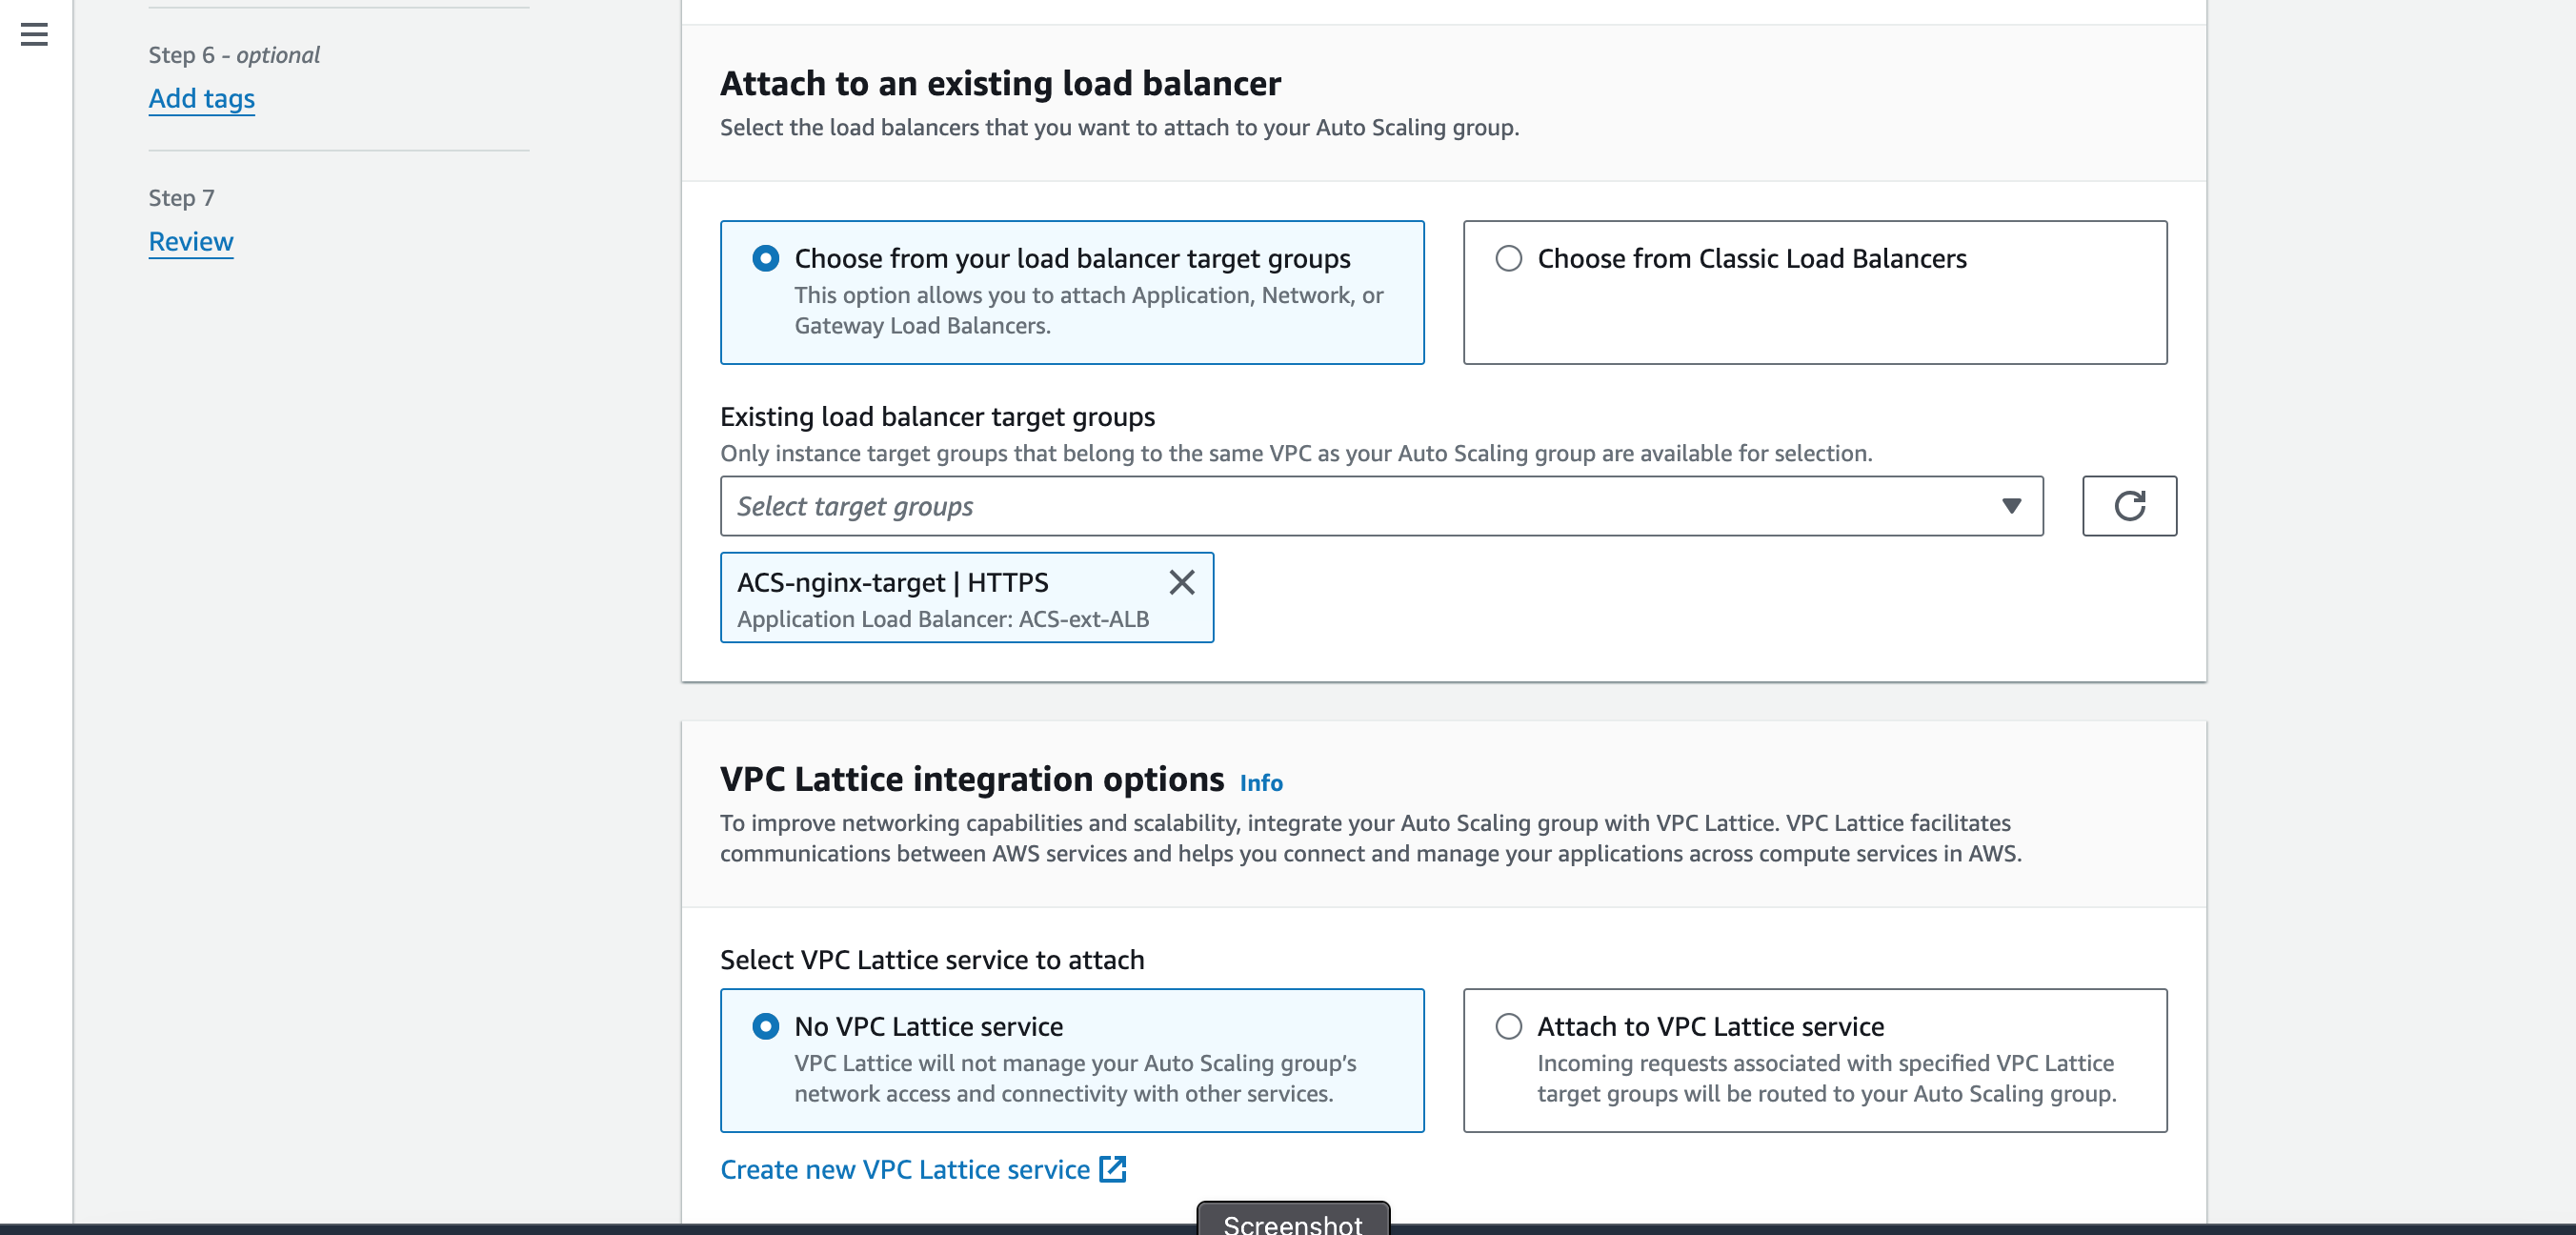 Step 6 - optional
Add tags
Step 7
Review
Attach to an existing load balancer
Select the load balancers that you want to attach to your Auto Scaling group.
Choose from your load balancer target groups
This option allows you to attach Application, Network, or
Gateway Load Balancers.
Choose from Classic Load Balancers
Existing load balancer target groups
Only instance target groups that belong to the same VPC as your Auto Scaling group are available for selection.
Select target groups
ACS-nginx-target | HTTPS
Application Load Balancer: ACS-ext-ALB
VPC Lattice integration options Info
To improve networking capabilities and scalability, integrate your Auto Scaling group with VPC Lattice. VPC Lattice facilitates
communications between AWS services and helps you connect and manage your applications across compute services in AWS.
Select VPC Lattice service to attach
No VPC Lattice service
VPC Lattice will not manage your Auto Scaling group’s
network access and connectivity with other services.
Attach to VPC Lattice service
Incoming requests associated with specified VPC Lattice
target groups will be routed to your Auto Scaling group.
Create new VPC Lattice service
Screenshot